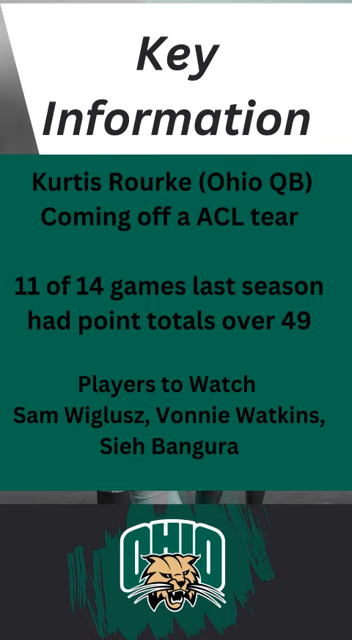 Key
Information
Kurtis Rourke (Ohio QB)
Coming off a ACL tear
11 of 14 games last season
had point totals over 49
Players to Watch
Sam Wiglusz, Vonnie Watkins,
Sieh Bangura
OHIO